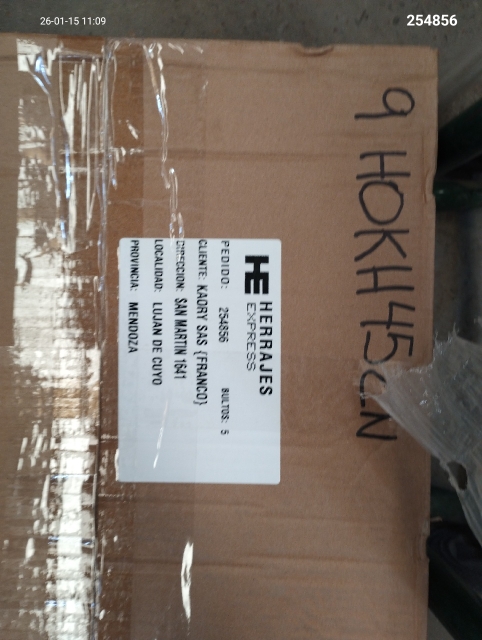 26-01-15 11:09
254856
9 HOKH45CN
HE HERRAJES
EXPRESS
PEDIDO: 254856 BULTOS: 5
CLIENTE: KADRY SAS {FRANCO}
DIRECCION: SAN MARTIN 1641
LOCALIDAD: LUJAN DE CUYO
PROVINCIA: MENDOZA